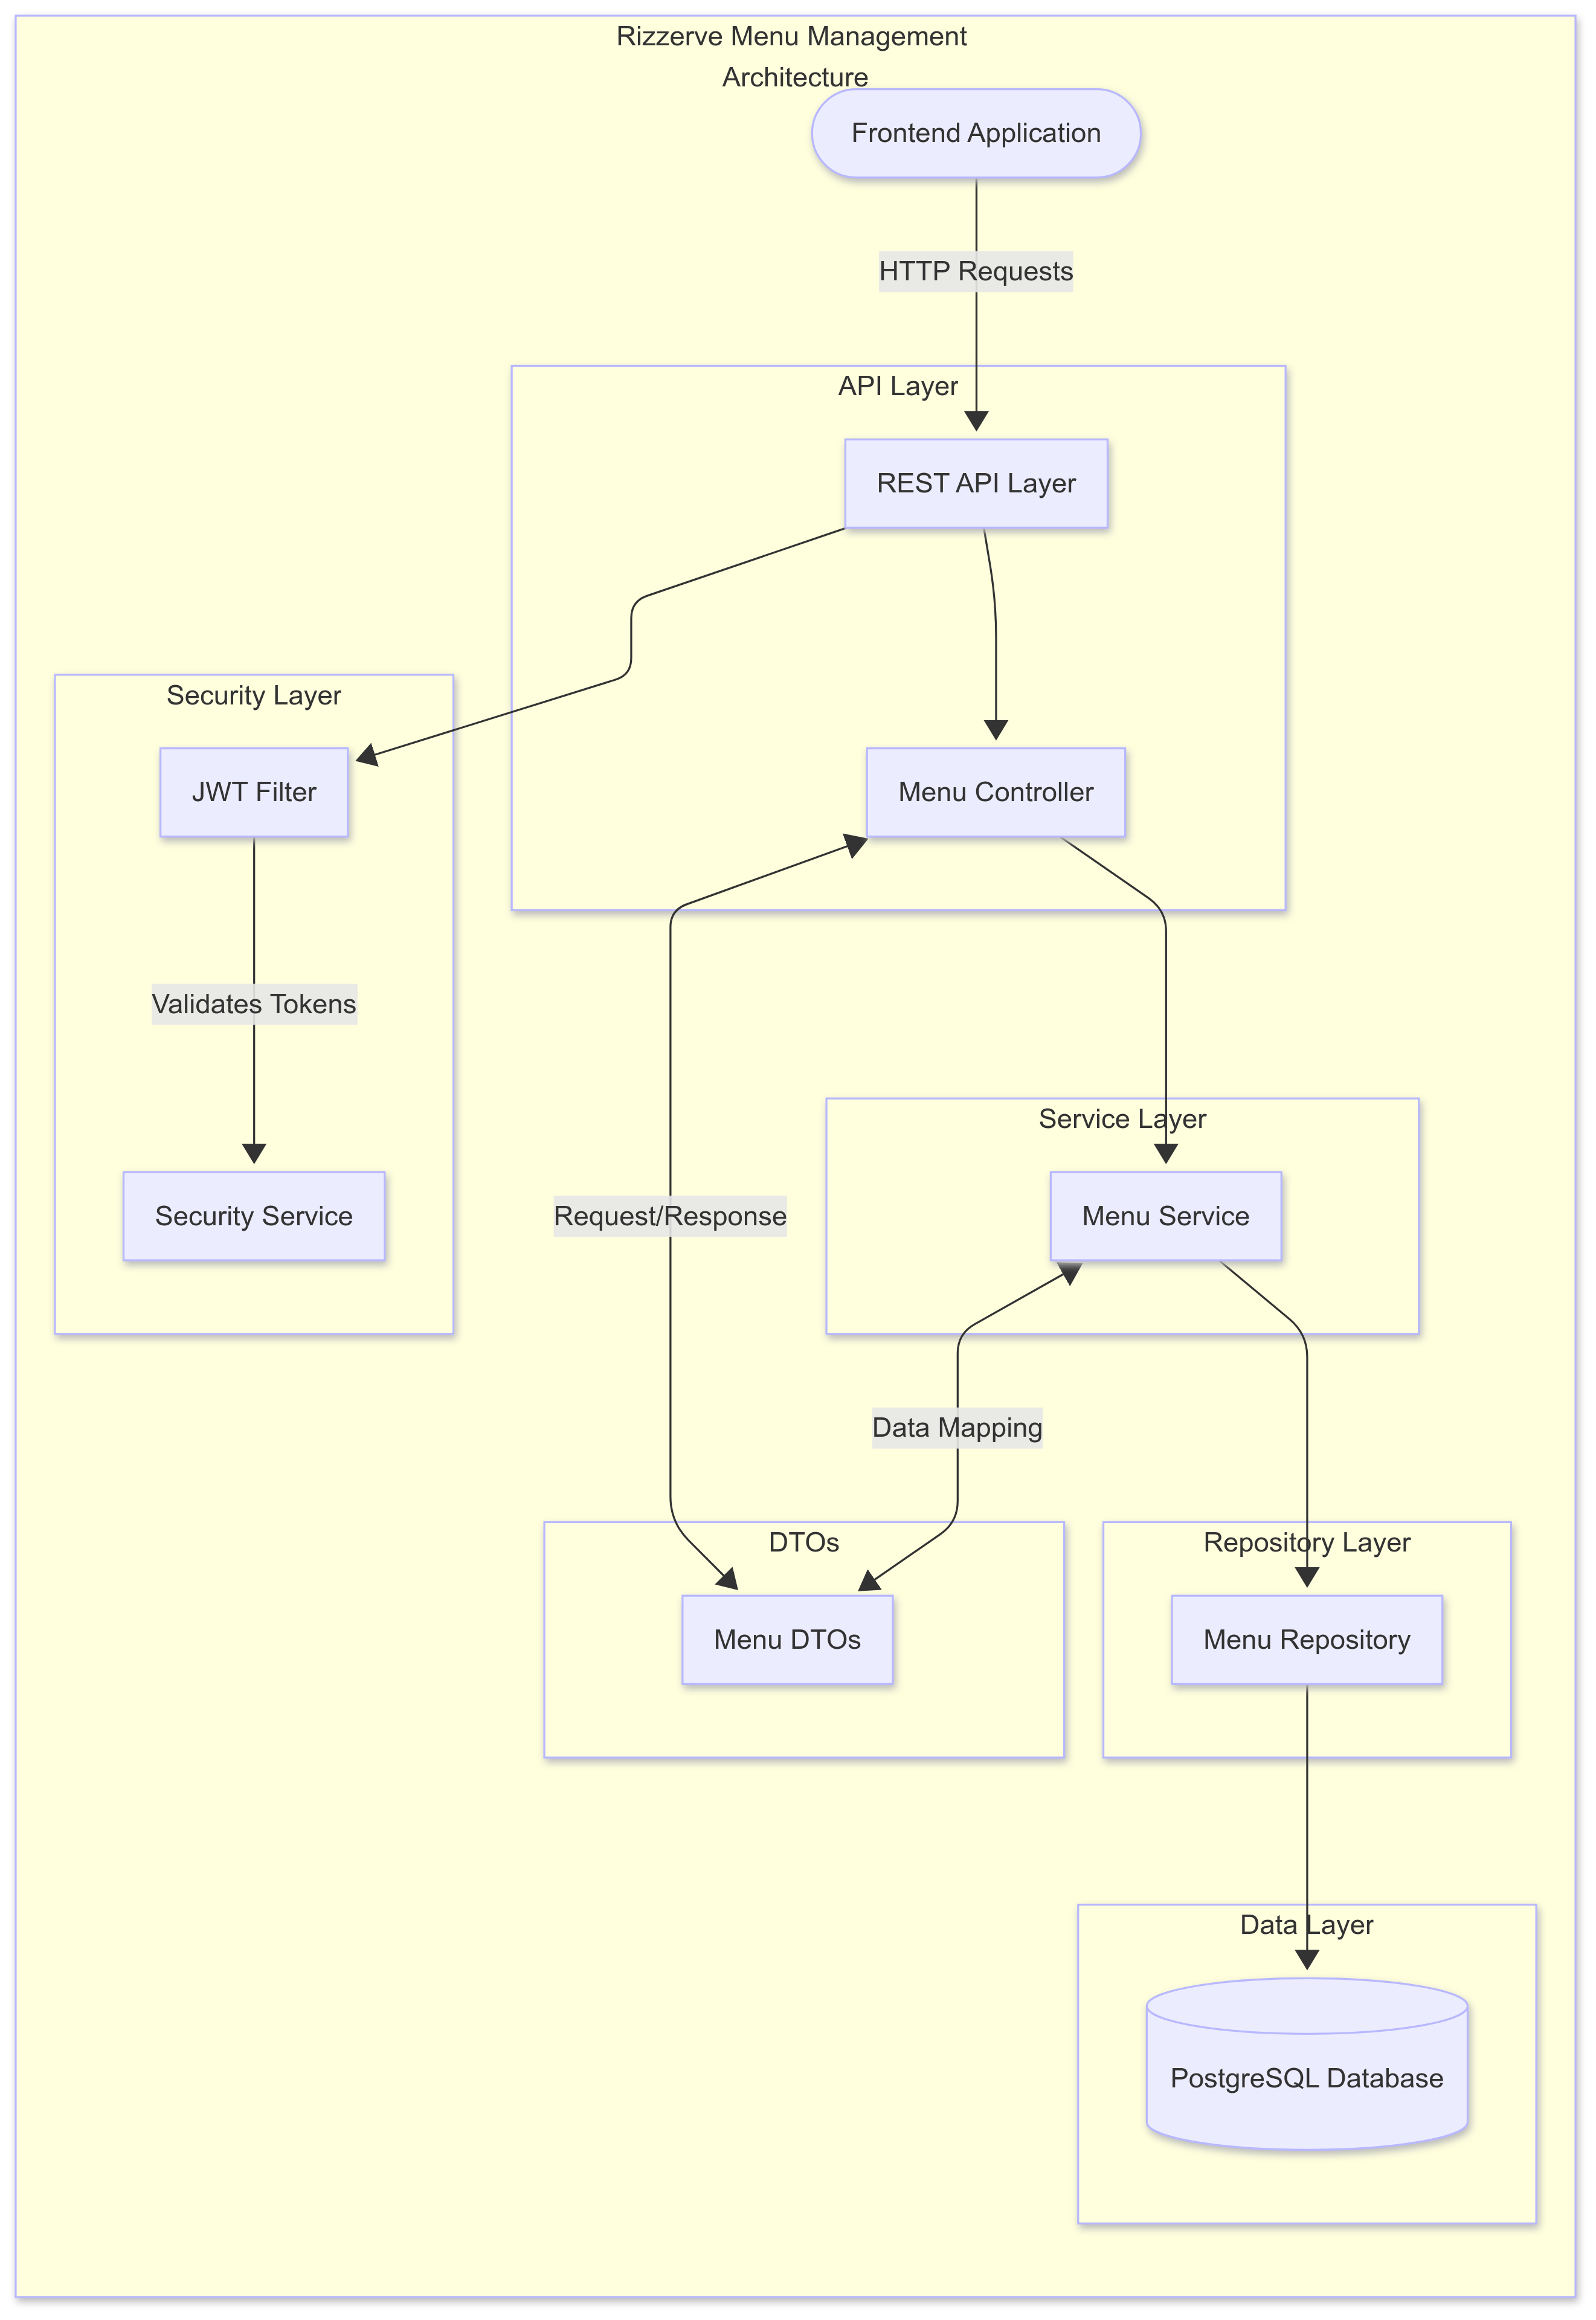 Rizzerve Menu Management
Architecture
Frontend Application
HTTP Requests
API Layer
REST API Layer
Security Layer
JWT Filter
Menu Controller
Validates Tokens
Service Layer
Security Service
Request/Response
Menu Service
Data Mapping
DTOs
Repository Layer
Menu DTOs
Menu Repository
Data Layer
PostgreSQL Database